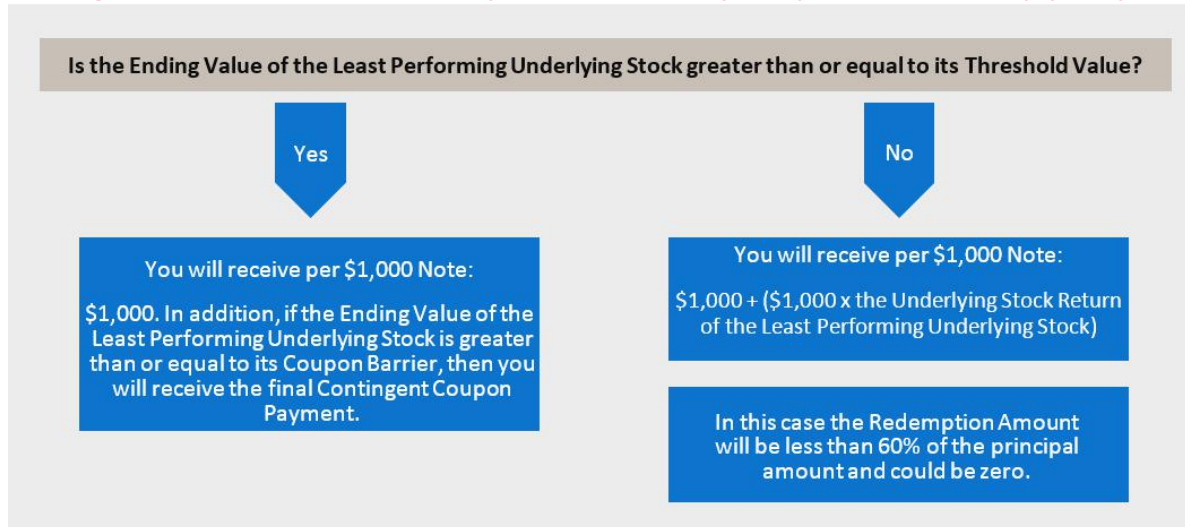 Is the Ending Value of the Least Performing Underlying Stock greater than or equal to its Threshold Value?
Yes
No
You will receive per $1,000 Note:
$1,000. In addition, if the Ending Value of the
Least Performing Underlying Stock is greater
than or equal to its Coupon Barrier, then you
will receive the final Contingent Coupon
Payment.
You will receive per $1,000 Note:
$1,000 + ($1,000 x the Underlying Stock Return
of the Least Performing Underlying Stock)
In this case the Redemption Amount
will be less than 60% of the principal
amount and could be zero.